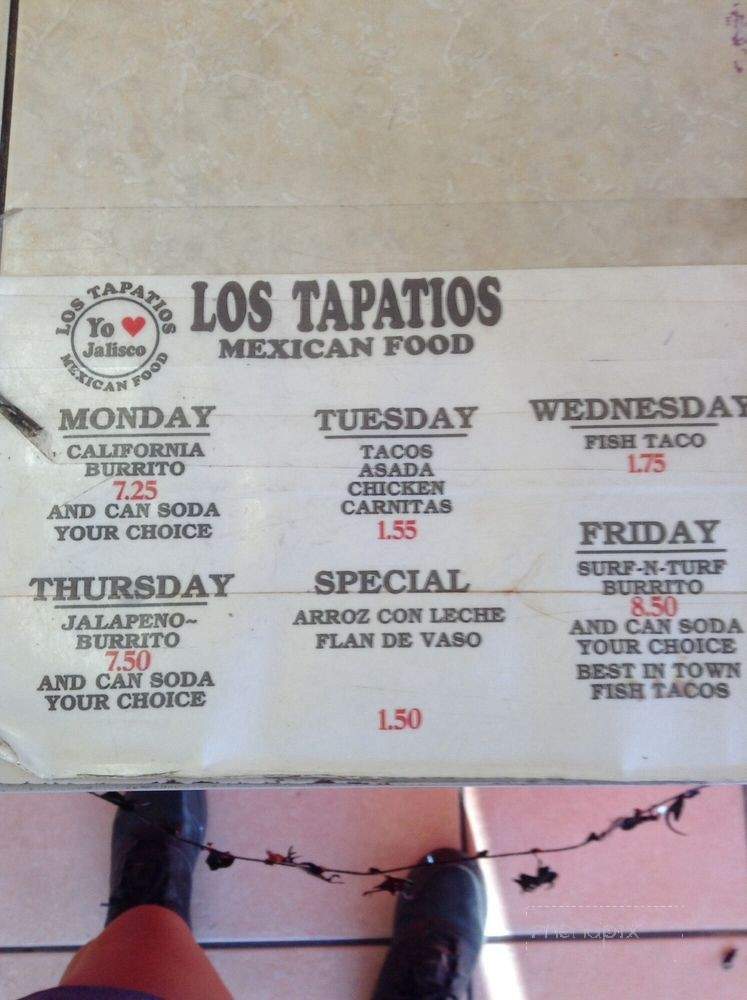 LOS TAPATIOS
Yo ❤
Jalisco
MEXICAN FOOD
LOS TAPATIOS
MEXICAN FOOD
MONDAY
CALIFORNIA
BURRITO
7.25
AND CAN SODA
YOUR CHOICE
TUESDAY
TACOS
ASADA
CHICKEN
CARNITAS
1.55
WEDNESDAY
FISH TACO
1.75
THURSDAY
JALAPENO~
BURRITO
7.50
AND CAN SODA
YOUR CHOICE
SPECIAL
ARROZ CON LECHE
FLAN DE VASO
1.50
FRIDAY
SURF-N-TURF
BURRITO
8.50
AND CAN SODA
YOUR CHOICE
BEST IN TOWN
FISH TACOS